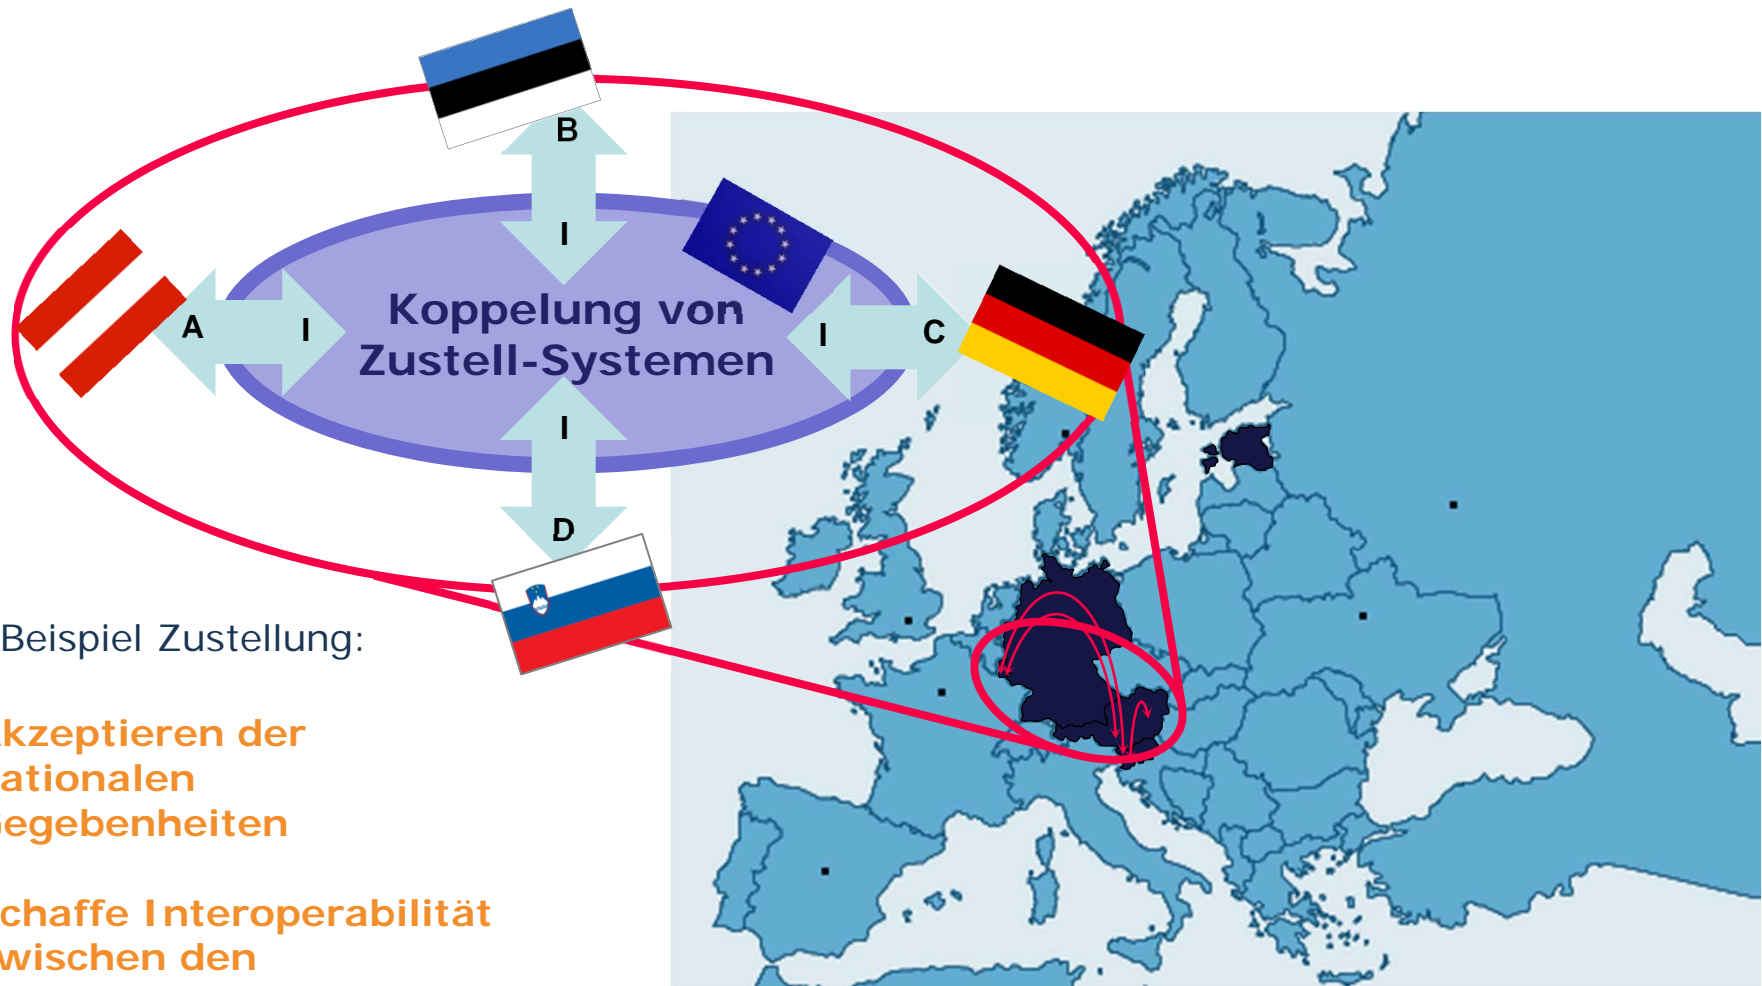 B
I
A
I
Koppelung von
Zustell-Systemen
I
C
I
D
Beispiel Zustellung:
kzeptieren der
ationalen
egebenheiten
chaffe Interoperabilität
wischen den